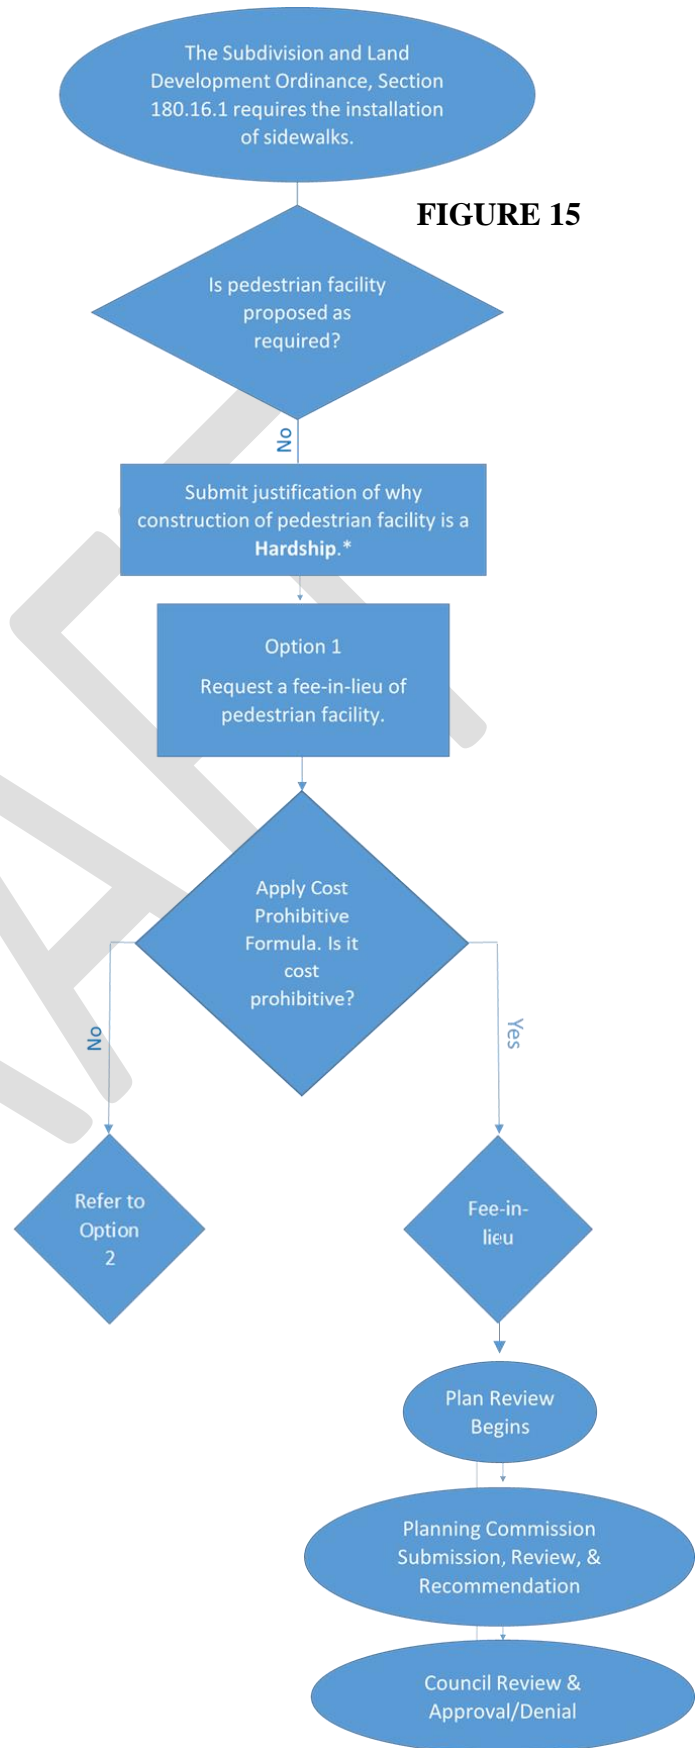 The Subdivision and Land
Development Ordinance, Section
180.16.1 requires the installation
of sidewalks.
FIGURE 15
Is pedestrian facility
proposed as
required?
No
Submit justification of why
construction of pedestrian facility is a
Hardship.*
Option 1
Request a fee-in-lieu of
pedestrian facility.
Apply Cost
Prohibitive
Formula. Is it
cost
prohibitive?
No
Yes
Refer to
Option
2
Fee-in-
lieu
Plan Review
Begins
Planning Commission
Submission, Review, &
Recommendation
Council Review &
Approval/Denial